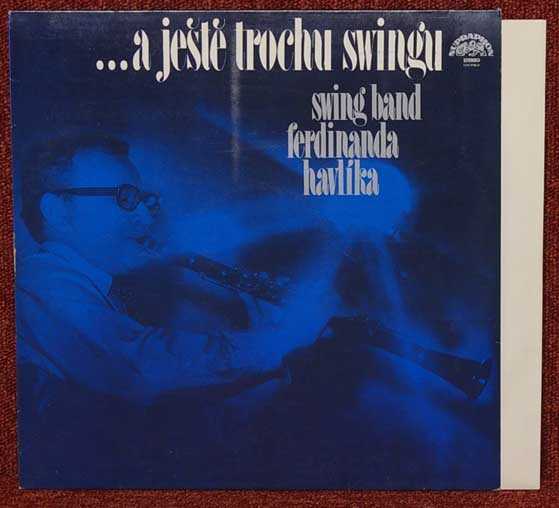 ...a ještě trochu swingu
SUPRAPHON
STEREO
swing band
ferdinanda
havlíka